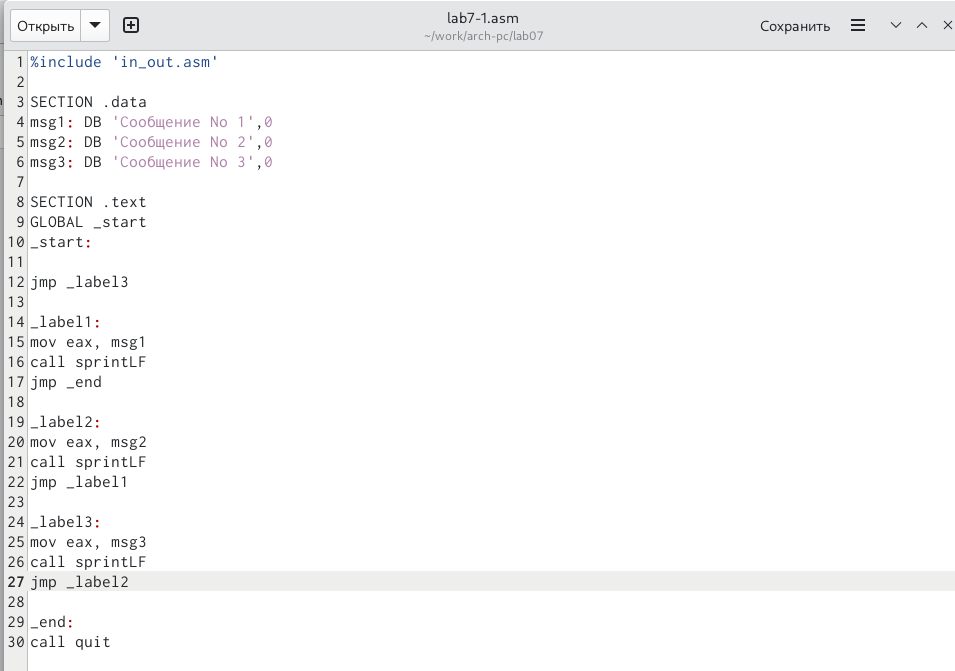 Открыть
lab7-1.asm
~/work/arch-pc/lab07
Сохранить
1 %include 'in_out.asm'
2
3 SECTION .data
4 msg1: DB 'Сообщение No 1',0
5 msg2: DB 'Сообщение No 2',0
6 msg3: DB 'Сообщение No 3',0
7
8 SECTION .text
9 GLOBAL _start
10 _start:
11
12 jmp _label3
13
14 _label1:
15 mov eax, msg1
16 call sprintLF
17 jmp _end
18
19 _label2:
20 mov eax, msg2
21 call sprintLF
22 jmp _label1
23
24 _label3:
25 mov eax, msg3
26 call sprintLF
27 jmp _label2
28
29 _end:
30 call quit